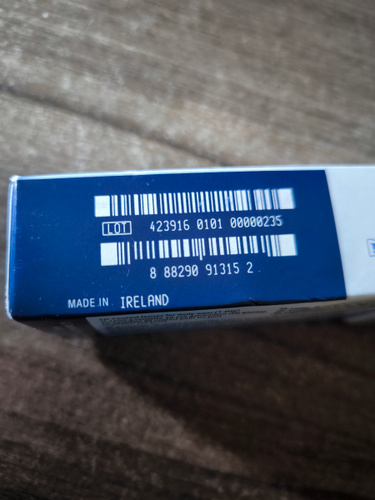 LOT 423916 0101 00000235
8 88290 91315 2
MADE IN IRELAND